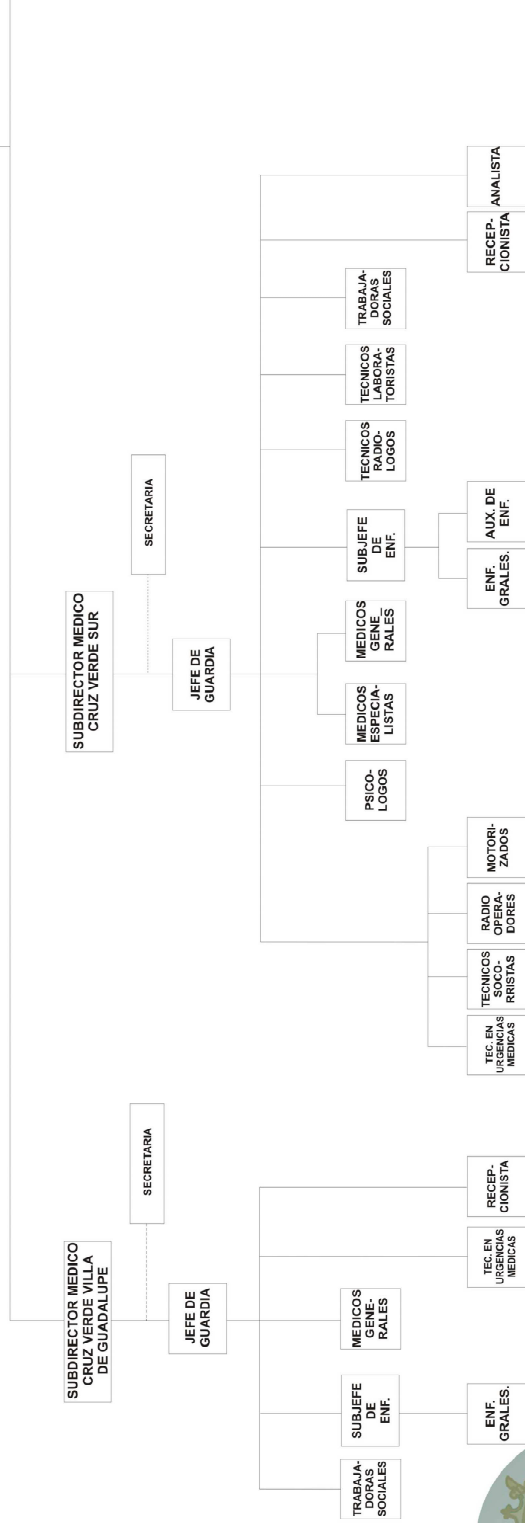 SUBDIRECTOR MEDICO
CRUZ VERDE VILLA
DE GUADALUPE
SECRETARIA
JEFE DE
GUARDIA
TRABAJA-
DORAS
SOCIALES
SUBJEFE
DE
ENF.
MEDICOS
GENE-
RALES
ENF.
GRALES.
TEC. EN
URGENCIAS
MEDICAS
RECEP-
CIONISTA
SUBDIRECTOR MEDICO
CRUZ VERDE SUR
SECRETARIA
JEFE DE
GUARDIA
PSICO-
LOGOS
MEDICOS
ESPECIA-
LISTAS
MEDICOS
GENE_
RALES
SUBJEFE
DE
ENF.
TECNICOS
RADIO-
LOGOS
TECNICOS
LABORA-
TORISTAS
TRABAJA-
DORAS
SOCIALES
TEC. EN
URGENCIAS
MEDICAS
TECNICOS
SOCO-
RRISTAS
RADIO
OPERA-
DORES
MOTORI-
ZADOS
ENF.
GRALES.
AUX. DE
ENF.
RECEP-
CIONISTA
ANALISTA